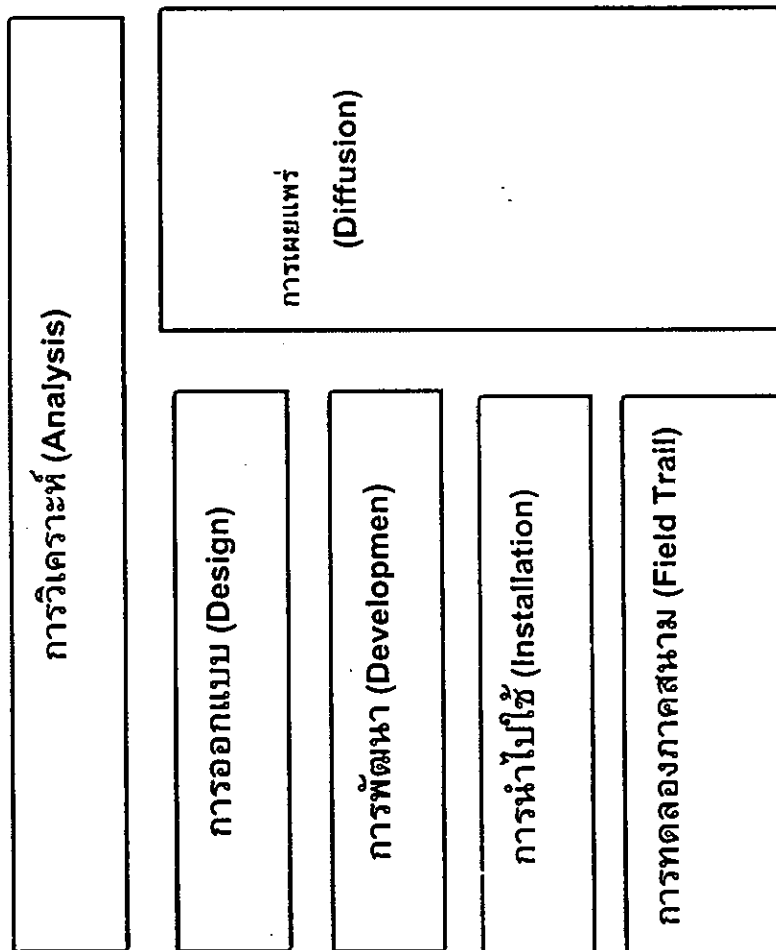 การวิเคราะห์ (Analysis)
การออกแบบ (Design)
การพัฒนา (Developmen)
การนำไปใช้ (Installation)
การทดลองภาคสนาม (Field Trail)
การเผยแพร่
(Diffusion)